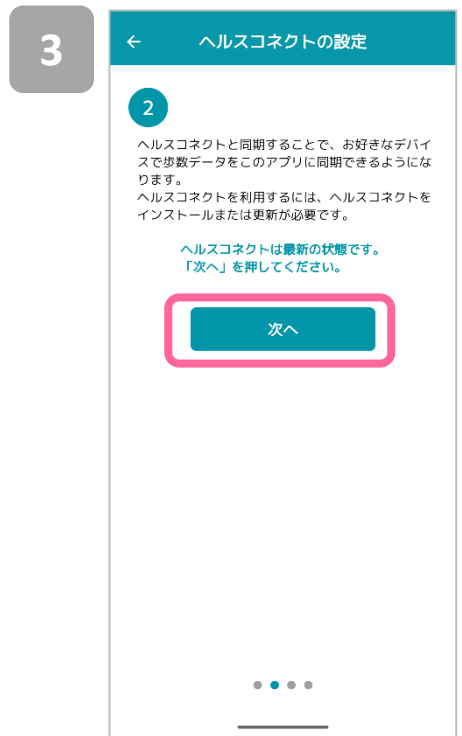 3
ヘルスコネクトの設定
2
ヘルスコネクトと同期することで、お好きなデバイ
スで歩数データをこのアプリに同期できるようにな
ります。
ヘルスコネクトを利用するには、ヘルスコネクトを
インストールまたは更新が必要です。
ヘルスコネクトは最新の状態です。
「次へ」を押してください。
次へ